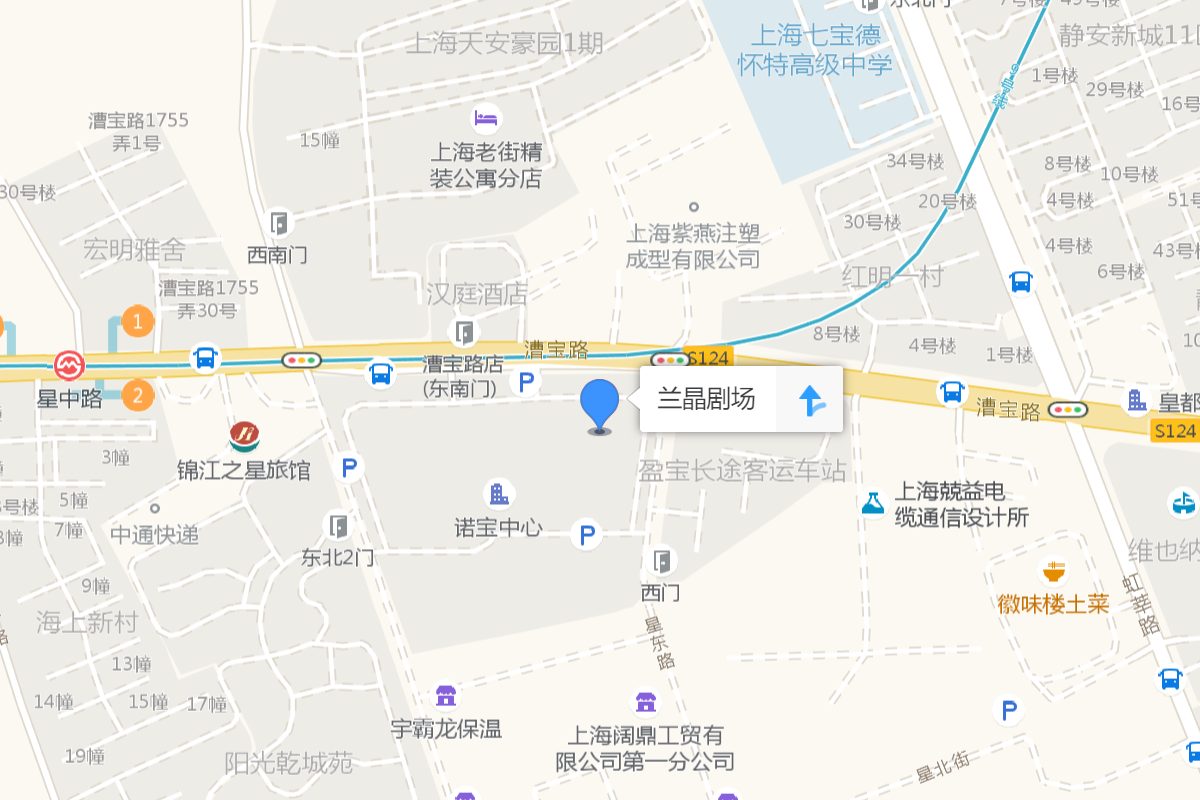 东北门
7号楼
上海天安豪园1期
上海七宝德
怀特高级中学
静安新城11区
1号楼
29号楼
16号
漕宝路1755
弄1号
15幢
上海老街精
装公寓分店
34号楼
8号楼
10号楼
30号楼
20号楼
4号楼
51号
上海紫燕注塑
成型有限公司
30号楼
宏明雅舍
西南门
4号楼
43号
6号楼
红明一村
漕宝路1755
弄30号
汉庭酒店
1
8号楼
4号楼
1号楼
漕宝路
S124
漕宝路店
(东南门)
P
星中路
2
兰晶剧场
漕宝路
皇都
S124
3幢
锦江之星旅馆
P
盈宝长途客运车站
5幢
7幢
中通快递
诺宝中心
P
上海兢益电
缆通信设计所
东北2门
西门
维也纳
9幢
海上新村
徽味楼土菜
虹莘路
星东路
13幢
14幢
15幢
17幢
宇霸龙保温
上海阔鼎工贸有
限公司第一分公司
P
19幢
阳光乾城苑
星北街